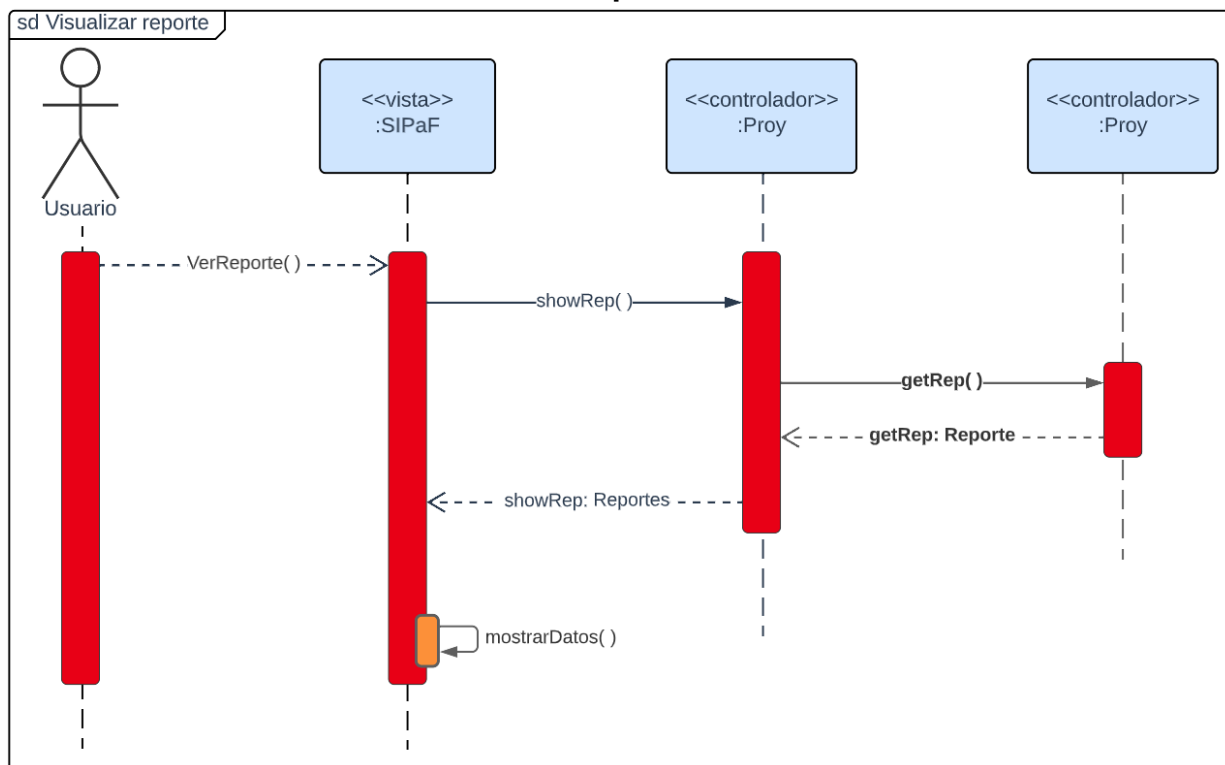 sd Visualizar reporte
<<vista>>
:SIPaF
<<controlador>>
:Proy
<<controlador>>
:Proy
Usuario
VerReporte( )
showRep( )
getRep( )
getRep: Reporte
showRep: Reportes
mostrarDatos( )